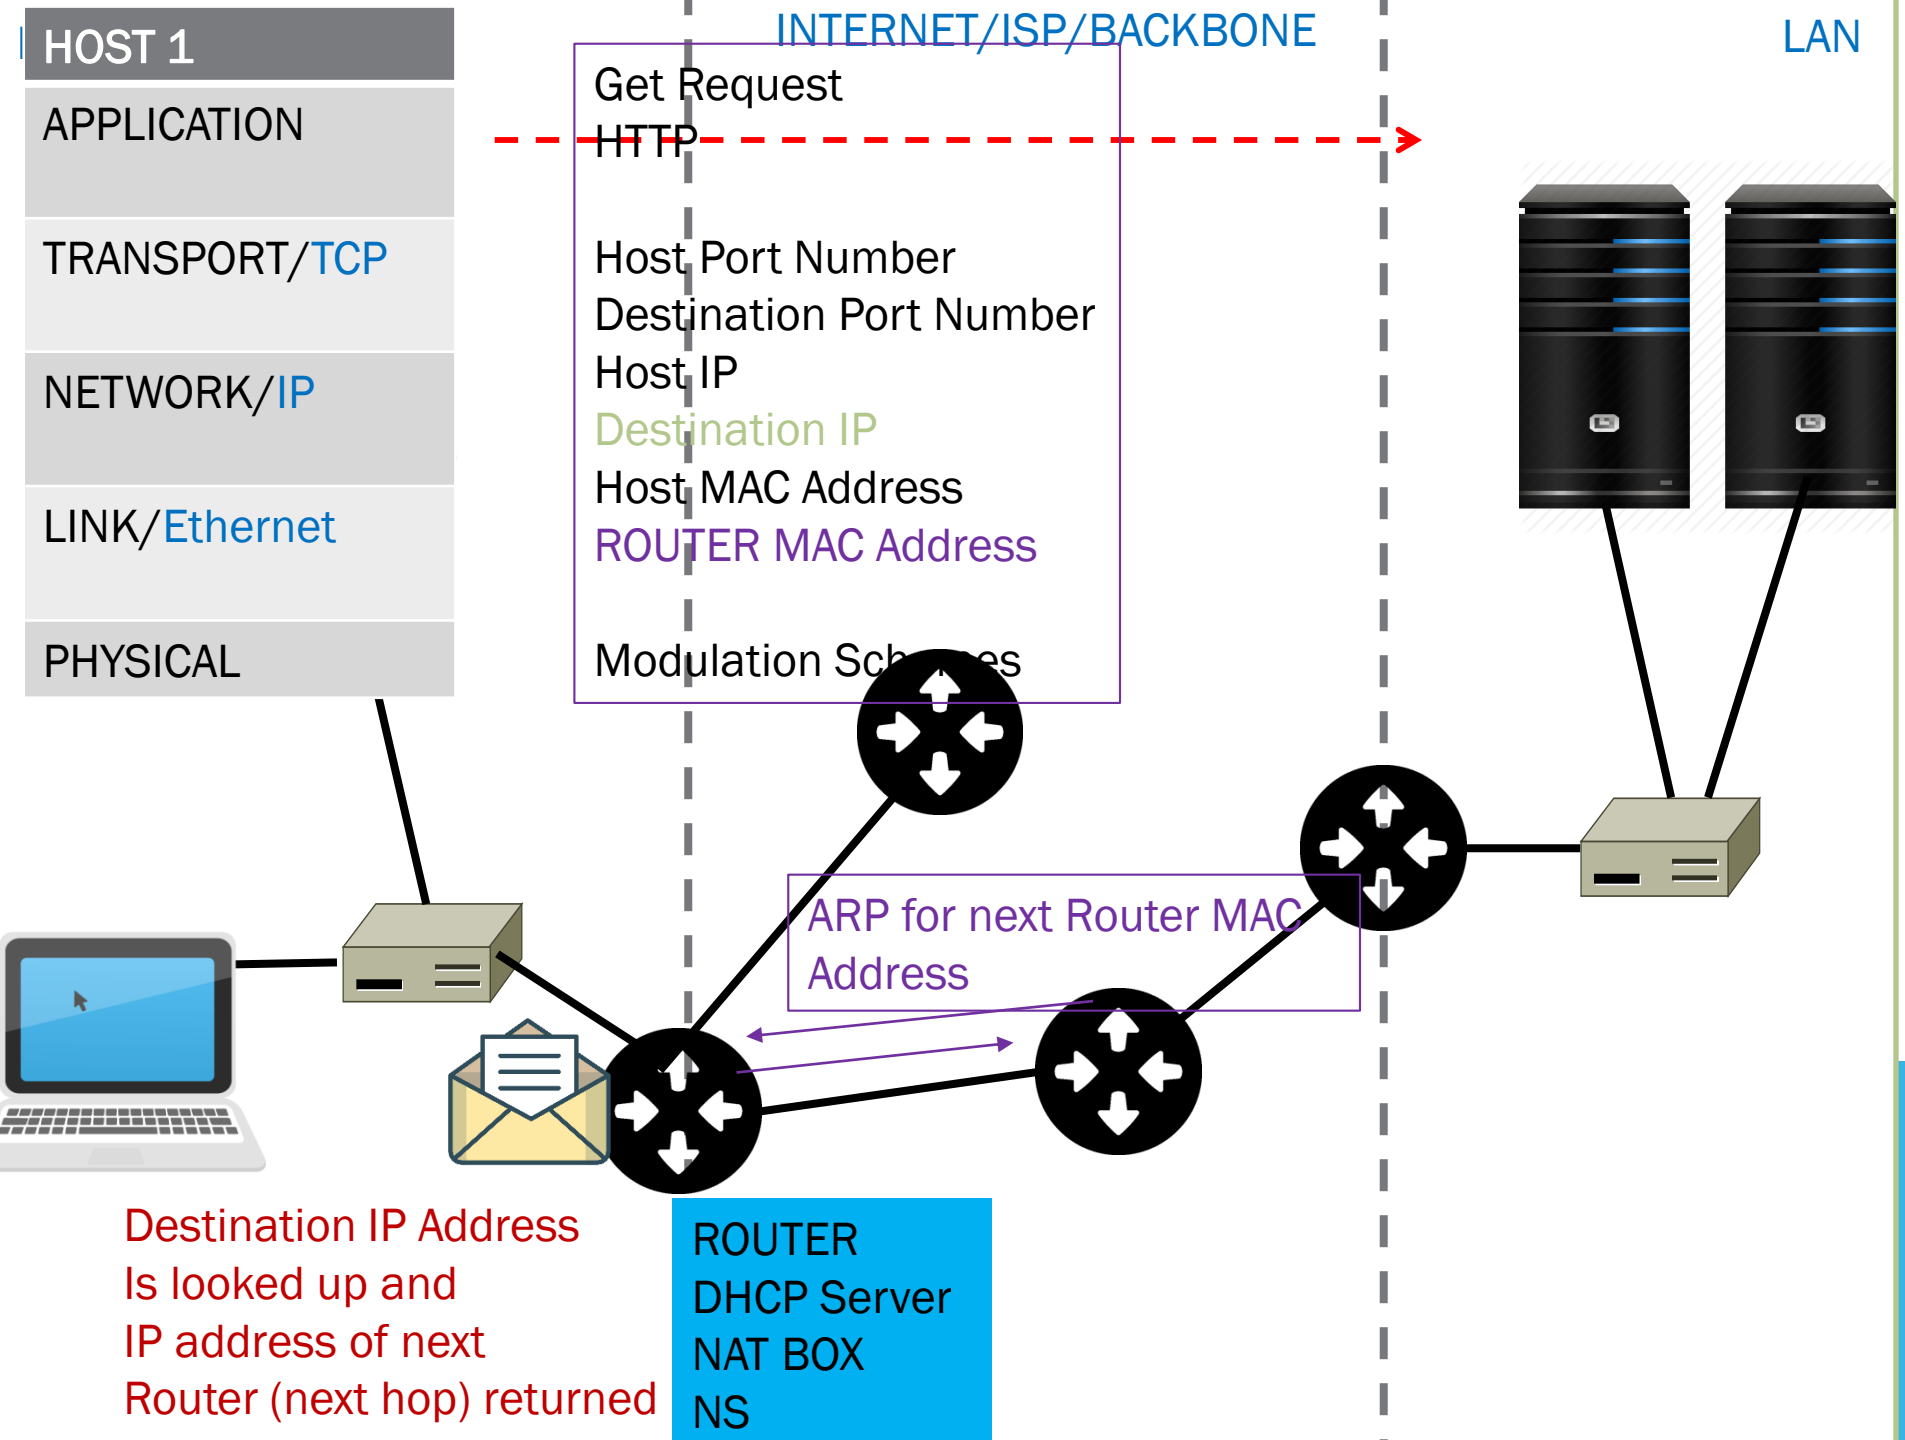 INTERNET/ISP/BACKBONE
LAN
HOST 1
APPLICATION
TRANSPORT/TCP
NETWORK/IP
LINK/Ethernet
PHYSICAL
Get Request
HTTP
Host Port Number
Destination Port Number
Host IP
Destination IP
Host MAC Address
ROUTER MAC Address
Modulation Schemes
ARP for next Router MAC
Address
Destination IP Address
Is looked up and
IP address of next
Router (next hop) returned
ROUTER
DHCP Server
NAT BOX
NS